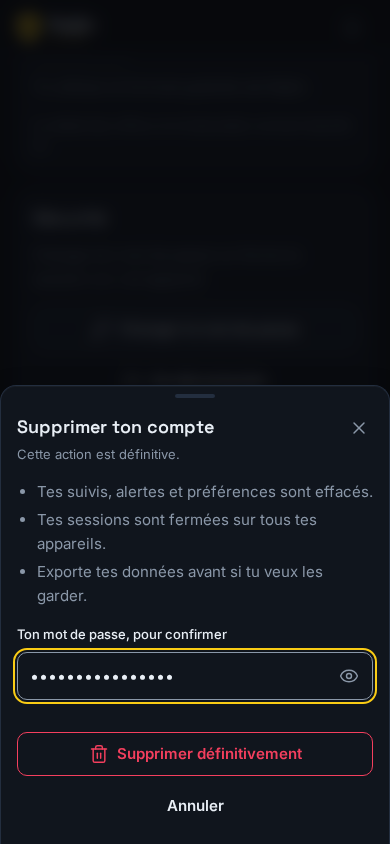 Supprimer ton compte
Cette action est définitive.
• Tes suivis, alertes et préférences sont effacés.
• Tes sessions sont fermées sur tous tes
appareils.
• Exporte tes données avant si tu veux les
garder.
Ton mot de passe, pour confirmer
••••••••••••••••
Supprimer définitivement
Annuler